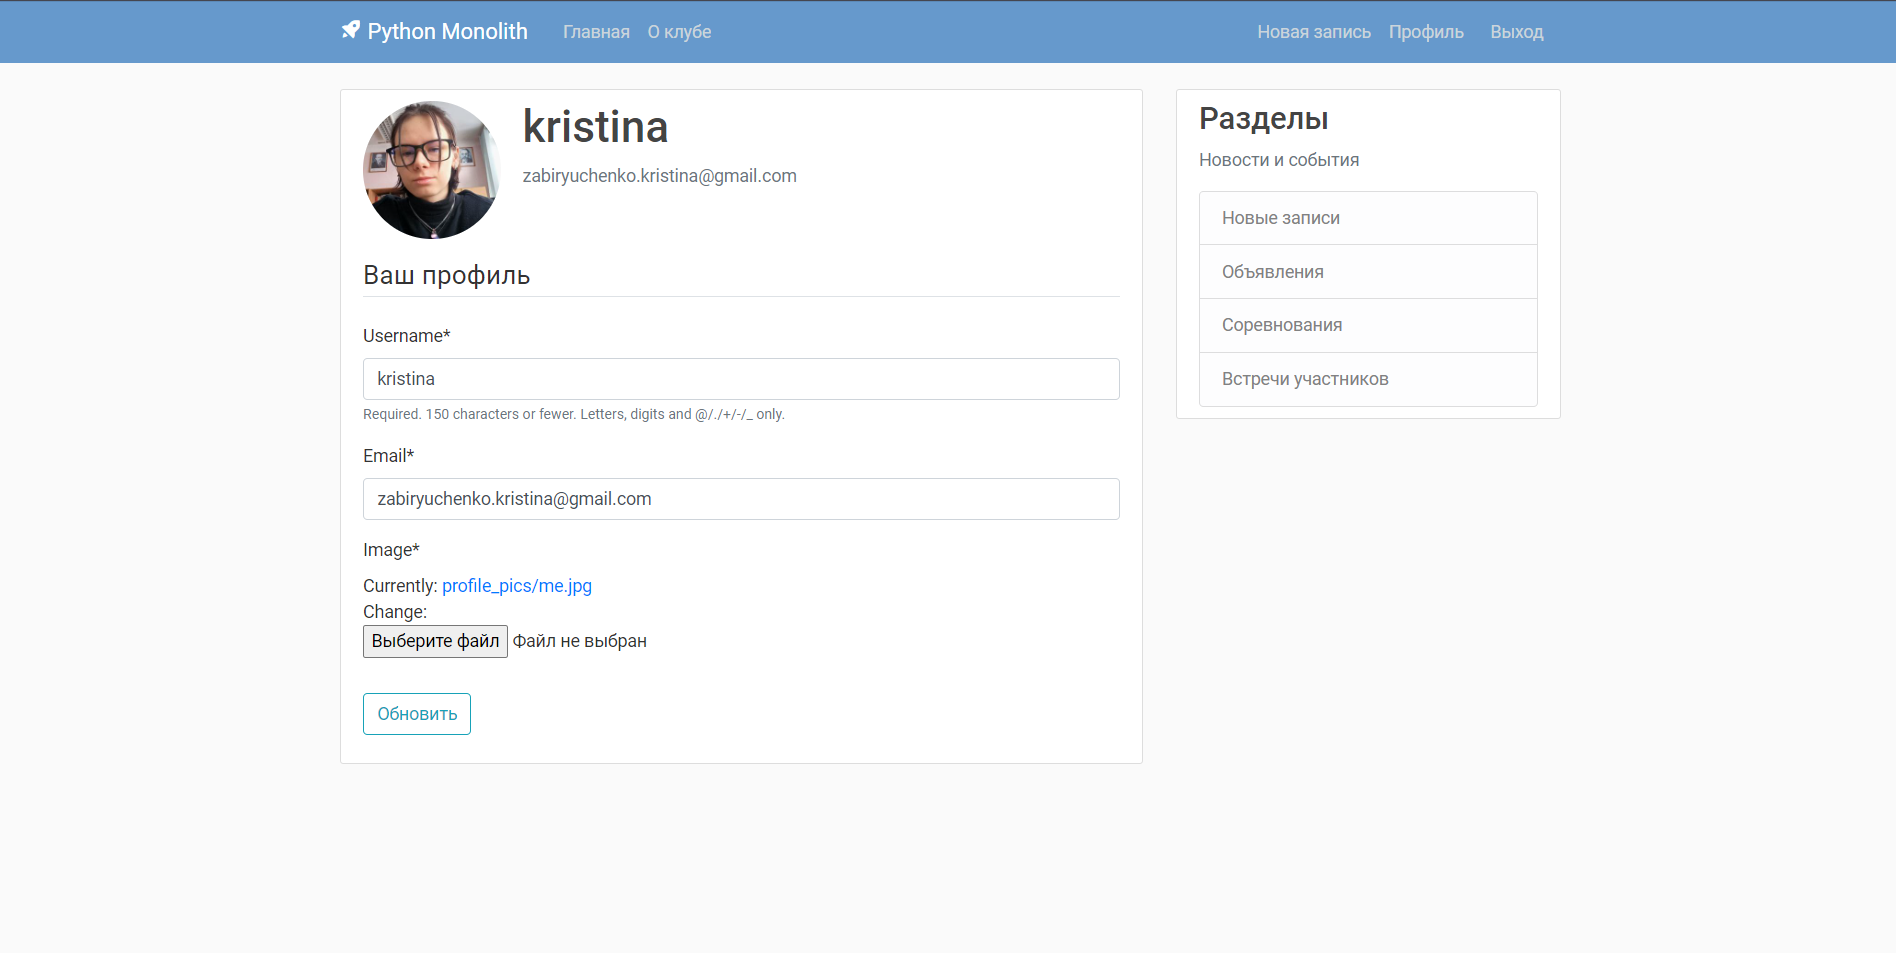 Python Monolith Главная О клубе Новая запись Профиль Выход
kristina
zabiryuchenko.kristina@gmail.com
Ваш профиль
Username*
kristina
Required. 150 characters or fewer. Letters, digits and @/./+/-/_ only.
Email*
zabiryuchenko.kristina@gmail.com
Image*
Currently: profile_pics/me.jpg
Change:
Выберите файл Файл не выбран
Обновить
Разделы
Новости и события
Новые записи
Объявления
Соревнования
Встречи участников